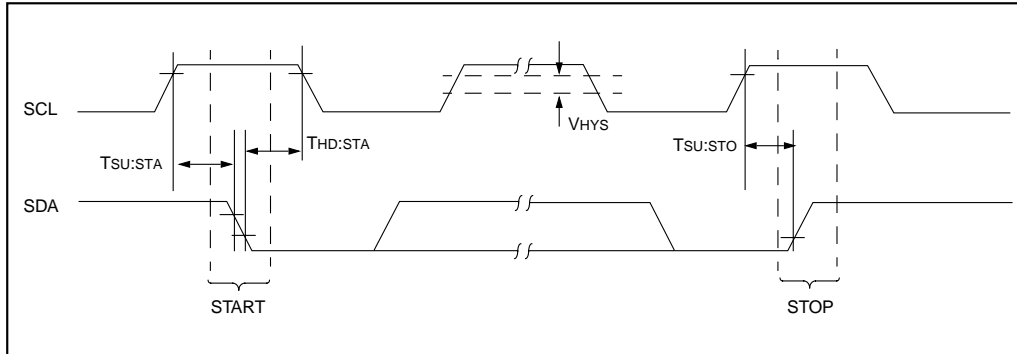 SCL
VHYS
THD:STA
TSU:STO
TSU:STA
SDA
START
STOP